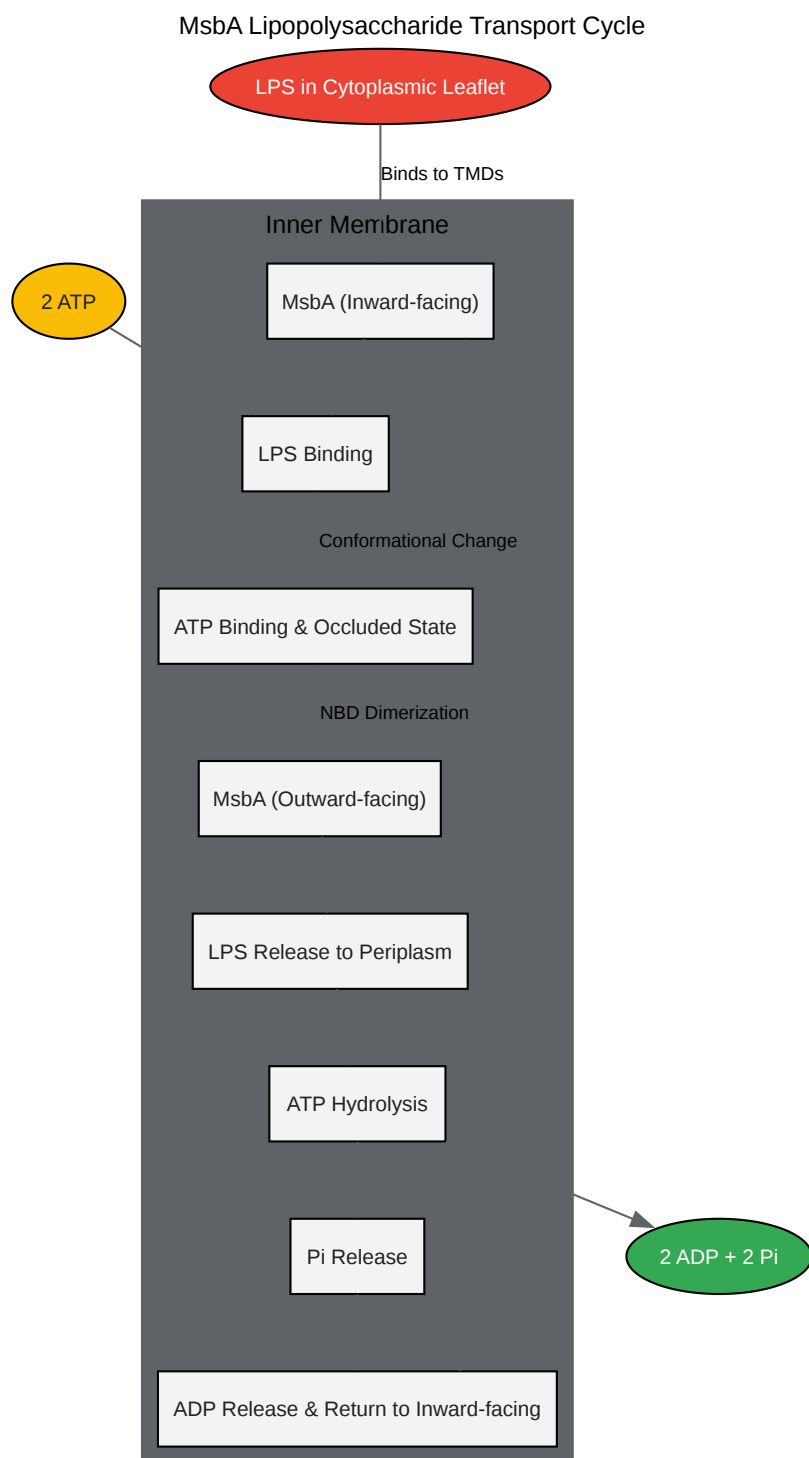 MsbA Lipopolysaccharide Transport Cycle
LPS in Cytoplasmic Leaflet
Binds to TMDs
Inner Membrane
2 ATP
MsbA (Inward-facing)
LPS Binding
Conformational Change
ATP Binding & Occluded State
NBD Dimerization
MsbA (Outward-facing)
LPS Release to Periplasm
ATP Hydrolysis
Pi Release
2 ADP + 2 Pi
ADP Release & Return to Inward-facing